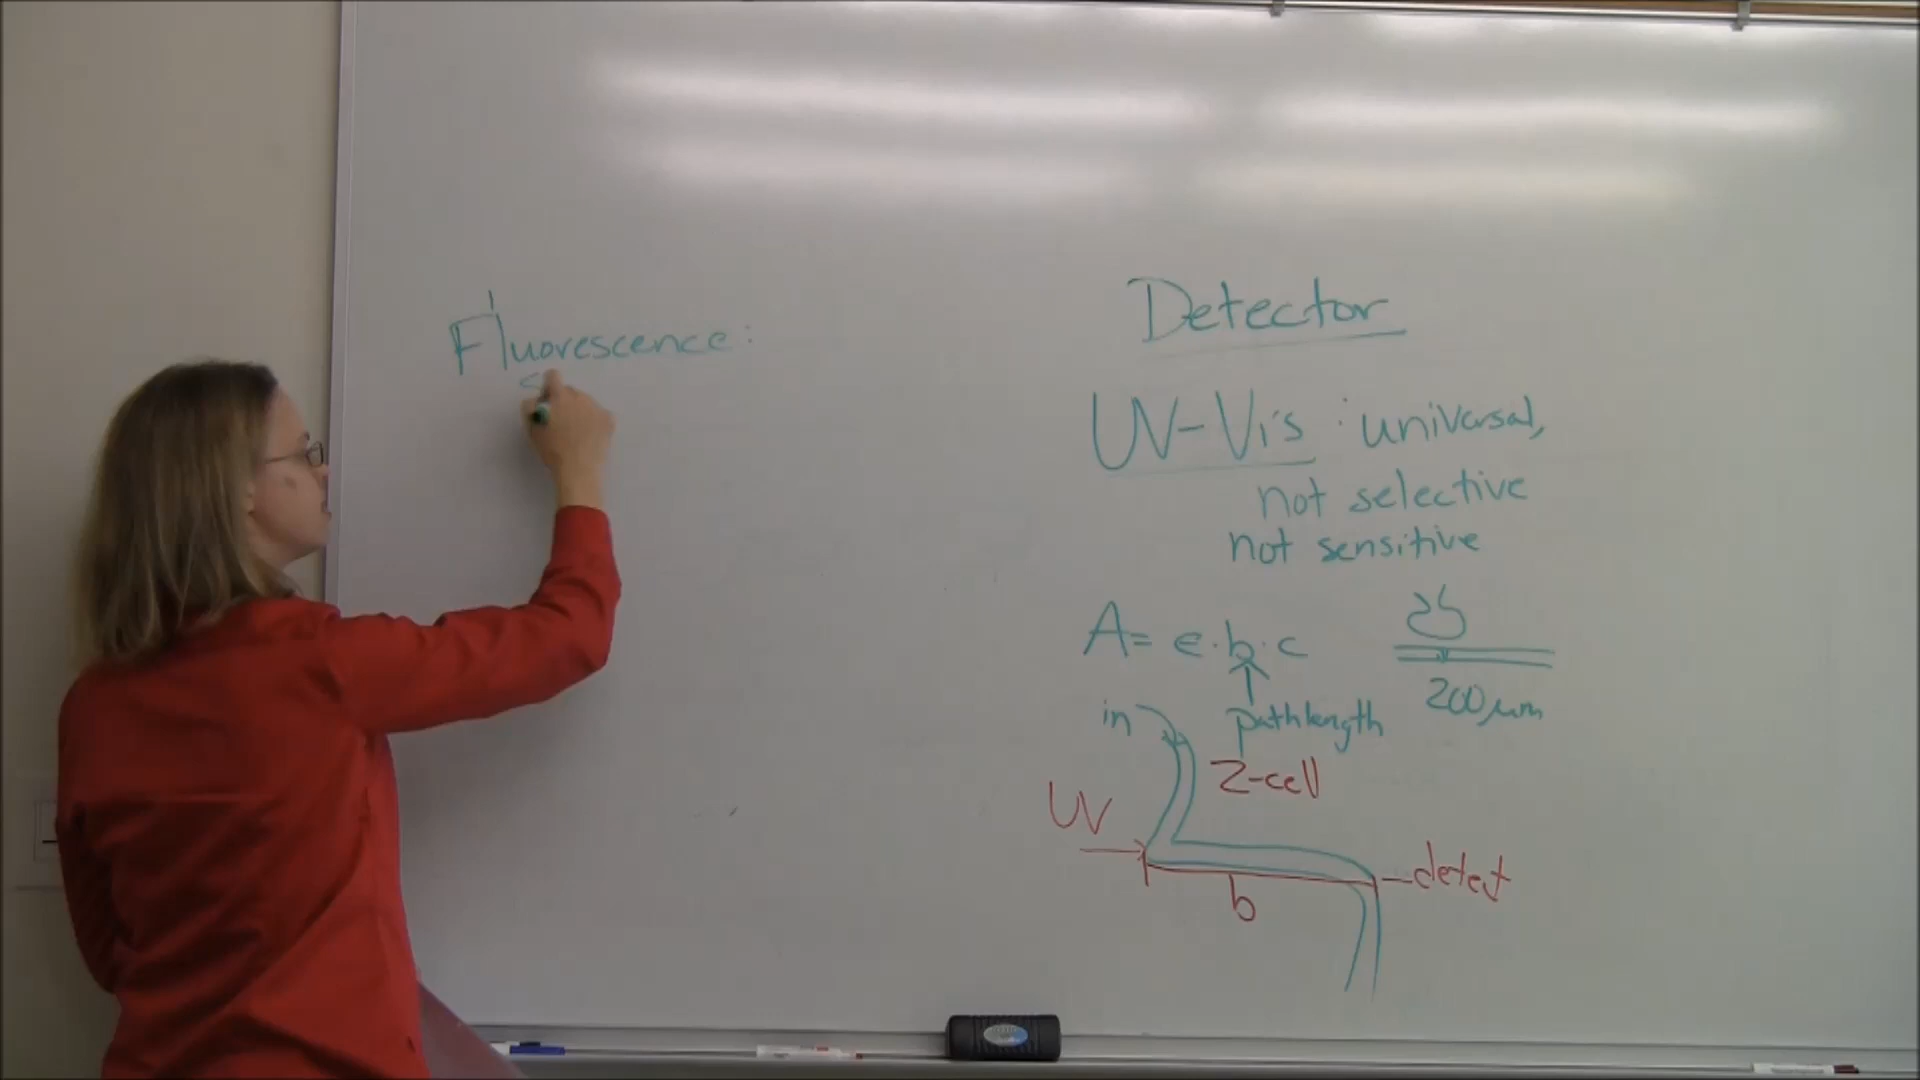 Fluorescence:
Detector
UV-Vis : universal,
not selective
not sensitive
A= e·b·c
200 μm
in
pathlength
Z-cell
UV
detect
b